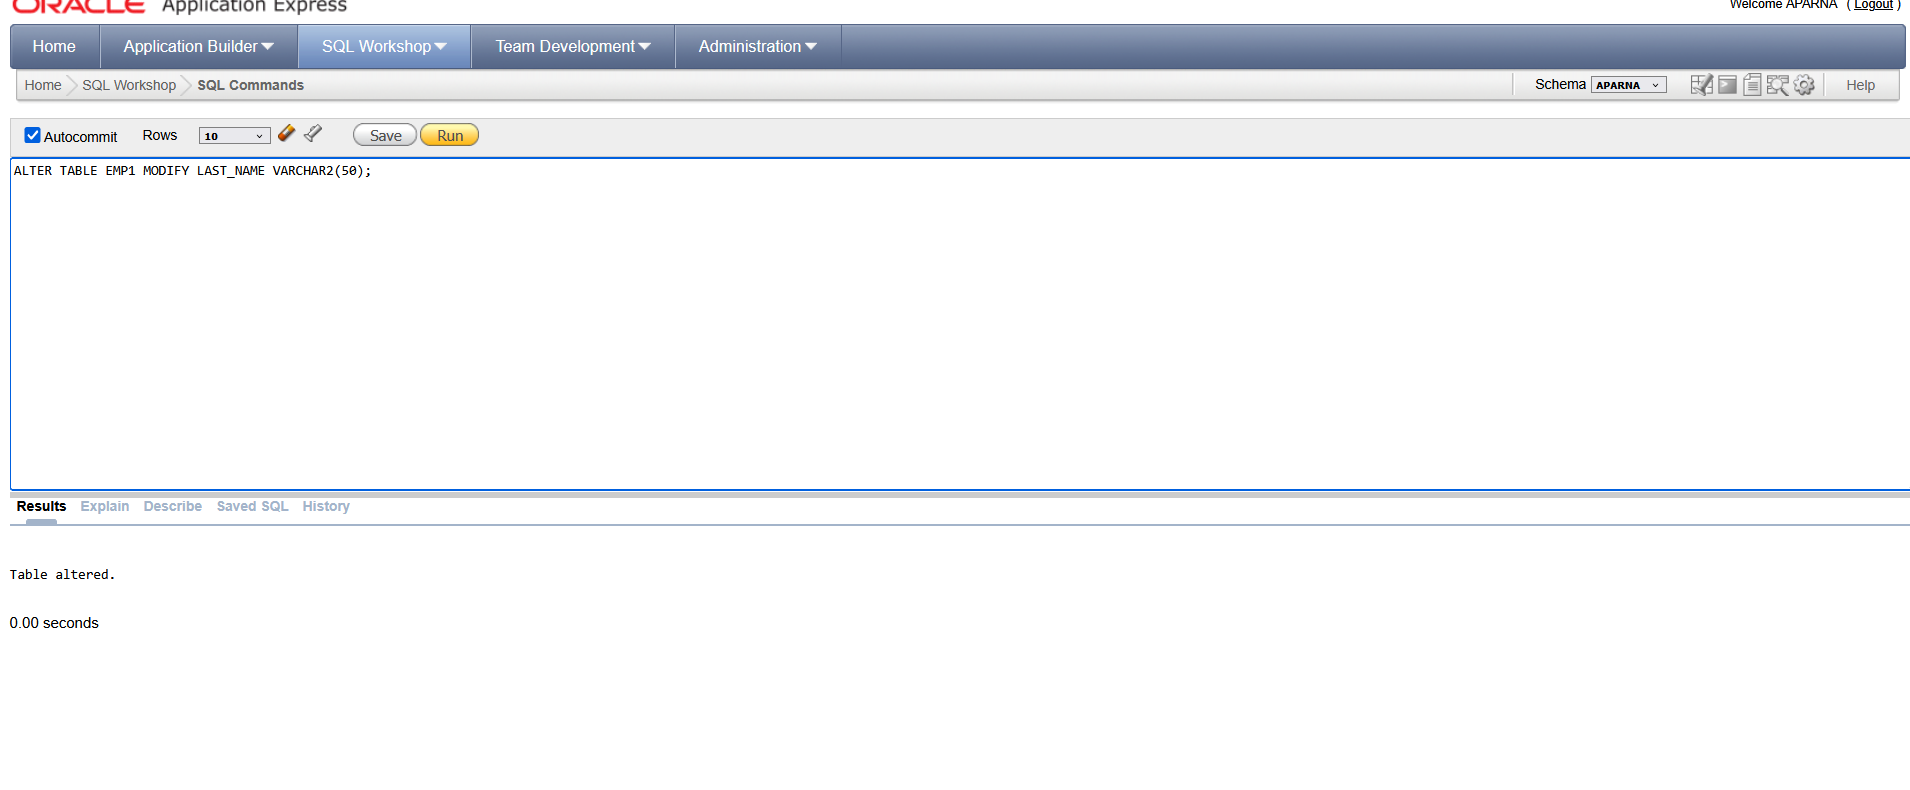 ORACLE Application Express
Welcome APARNA ( Logout )
Home Application Builder SQL Workshop Team Development Administration
Home SQL Workshop SQL Commands Schema APARNA Help
Autocommit Rows 10 Save Run
ALTER TABLE EMP1 MODIFY LAST_NAME VARCHAR2(50);
Results Explain Describe Saved SQL History
Table altered.
0.00 seconds